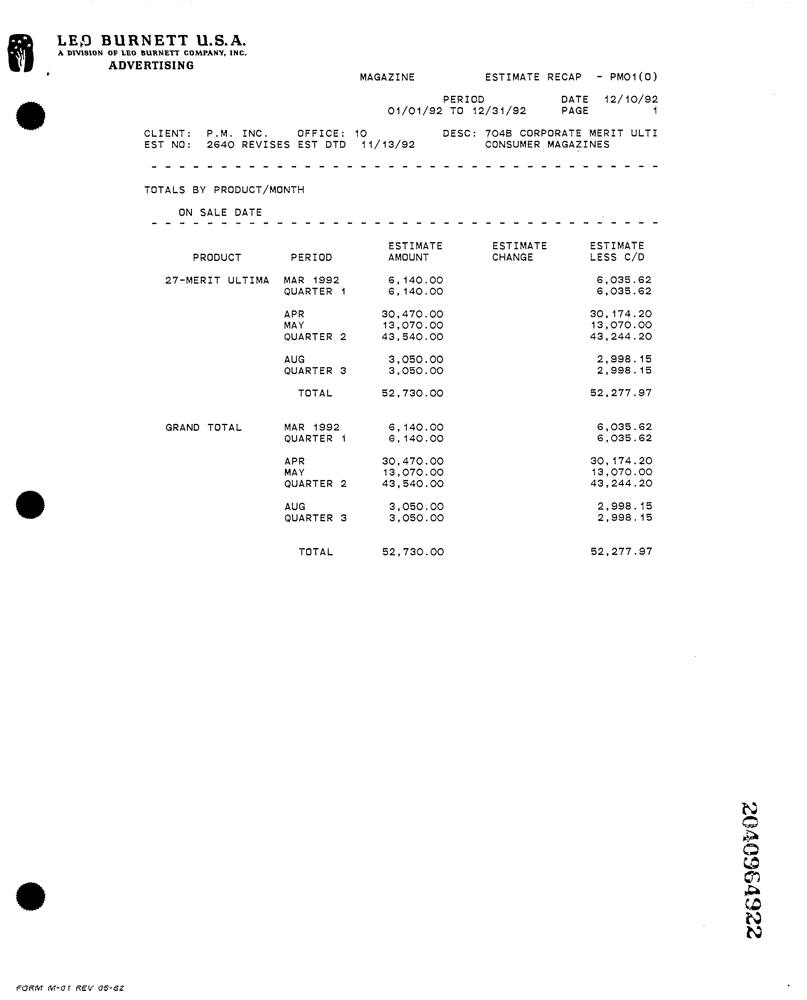 LEO BURNETT U.S.A.
A DIVISION OF LEO BURNETT COMPANY, INC.
ADVERTISING
MAGAZINE ESTIMATE RECAP - PM01(0)
PERIOD DATE 12/10/92
01/01/92 TO 12/31/92 PAGE 1
CLIENT: P.M. INC. OFFICE: 10 DESC: 704B CORPORATE MERIT ULTI
EST NO: 2640 REVISES EST DTD 11/13/92 CONSUMER MAGAZINES
- - - - - - - - - - - - - - - - - - - - - - - - - - - - - - - - - - - - -
TOTALS BY PRODUCT/MONTH
ON SALE DATE
- - - - - - - - - - - - - - - - - - - - - - - - - - - - - - - - - - - - -
ESTIMATE ESTIMATE ESTIMATE
PRODUCT PERIOD AMOUNT CHANGE LESS C/D
27-MERIT ULTIMA MAR 1992 6,140.00 6,035.62
QUARTER 1 6,140.00 6,035.62
APR 30,470.00 30,174.20
MAY 13,070.00 13,070.00
QUARTER 2 43,540.00 43,244.20
AUG 3,050.00 2,998.15
QUARTER 3 3,050.00 2,998.15
TOTAL 52,730.00 52,277.97
GRAND TOTAL MAR 1992 6,140.00 6,035.62
QUARTER 1 6,140.00 6,035.62
APR 30,470.00 30,174.20
MAY 13,070.00 13,070.00
QUARTER 2 43,540.00 43,244.20
AUG 3,050.00 2,998.15
QUARTER 3 3,050.00 2,998.15
TOTAL 52,730.00 52,277.97
2040964922
FORM M-01 REV 05-82